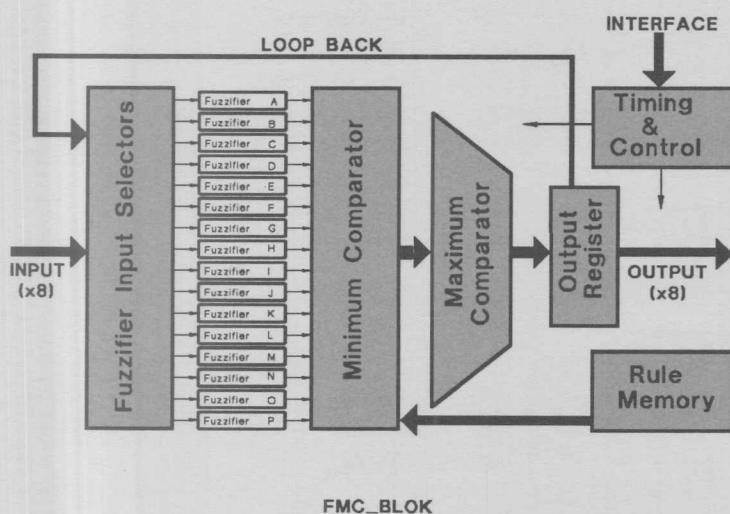 INTERFACE
LOOP BACK
Timing
&
Control
Fuzzifier Input Selectors
Fuzzifier A
Fuzzifier B
Fuzzifier C
Fuzzifier D
Fuzzifier E
Fuzzifier F
Fuzzifier G
Fuzzifier H
Fuzzifier I
Fuzzifier J
Fuzzifier K
Fuzzifier L
Fuzzifier M
Fuzzifier N
Fuzzifier O
Fuzzifier P
Minimum Comparator
Maximum
Comparator
Output
Register
INPUT
(x8)
OUTPUT
(x8)
Rule
Memory
FMC_BLOK